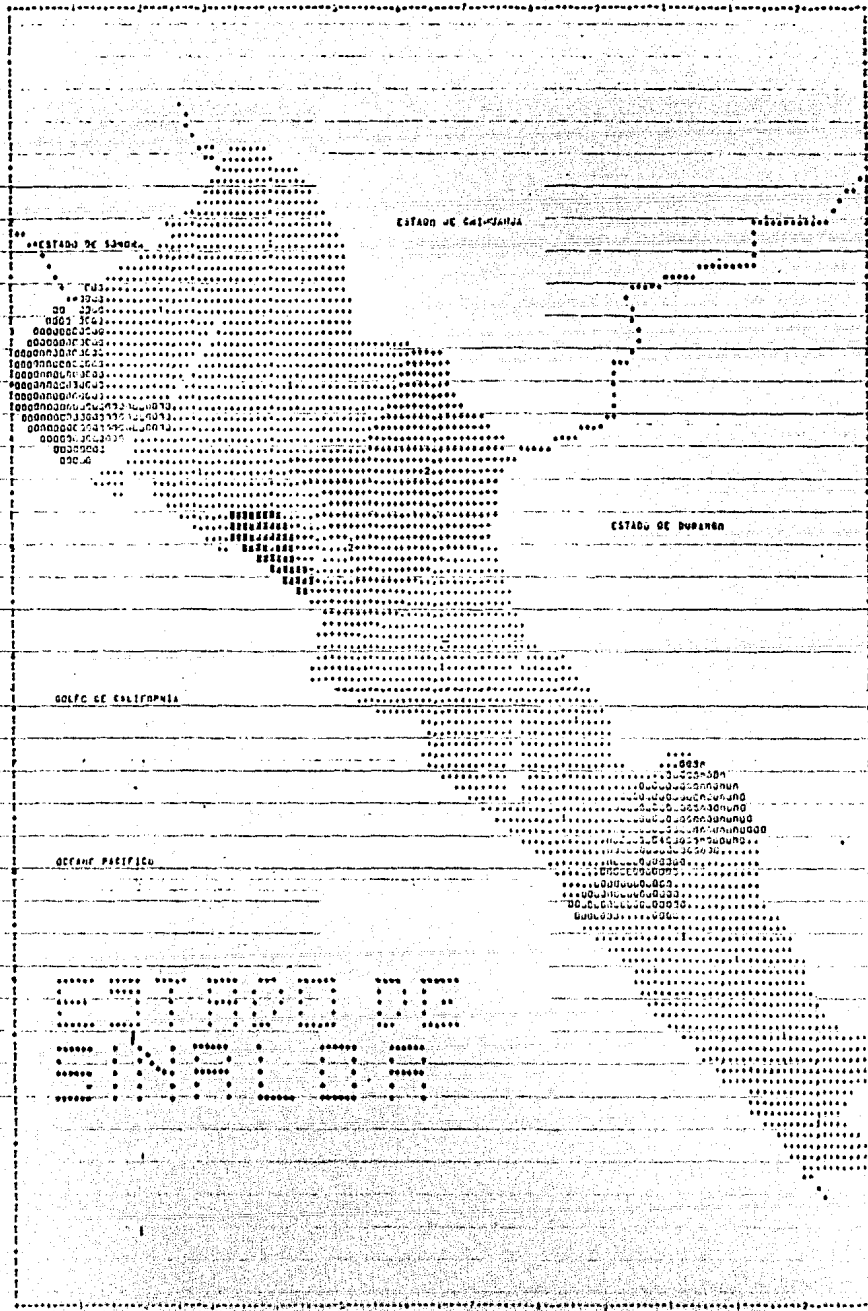 ESTADO DE CHIHUAHUA
ESTADO DE SONORA
ESTADO DE DURANGO
GOLFO DE CALIFORNIA
OCEANO PACIFICO
ESTADO DE
SINALOA